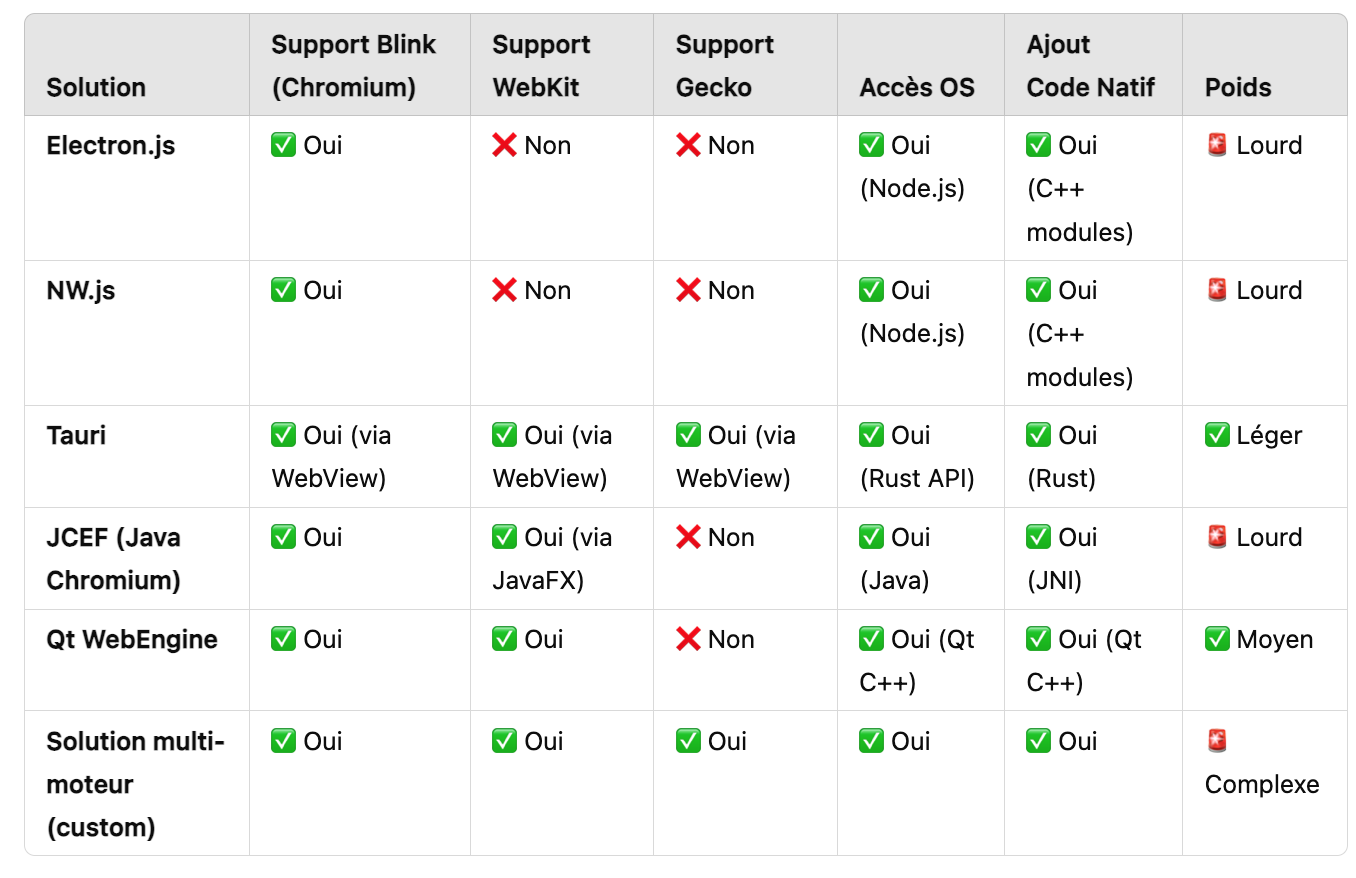 Solution
Support Blink
(Chromium)
Support
WebKit
Support
Gecko
Accès OS
Ajout
Code Natif
Poids
Electron.js
✅ Oui
❌ Non
❌ Non
✅ Oui
(Node.js)
✅ Oui
(C++
modules)
🚨 Lourd
NW.js
✅ Oui
❌ Non
❌ Non
✅ Oui
(Node.js)
✅ Oui
(C++
modules)
🚨 Lourd
Tauri
✅ Oui (via
WebView)
✅ Oui (via
WebView)
✅ Oui (via
WebView)
✅ Oui
(Rust API)
✅ Oui
(Rust)
✅ Léger
JCEF (Java
Chromium)
✅ Oui
✅ Oui (via
JavaFX)
❌ Non
✅ Oui
(Java)
✅ Oui
(JNI)
🚨 Lourd
Qt WebEngine
✅ Oui
✅ Oui
❌ Non
✅ Oui (Qt
C++)
✅ Oui (Qt
C++)
✅ Moyen
Solution multi-
moteur
(custom)
✅ Oui
✅ Oui
✅ Oui
✅ Oui
✅ Oui
🚨
Complexe